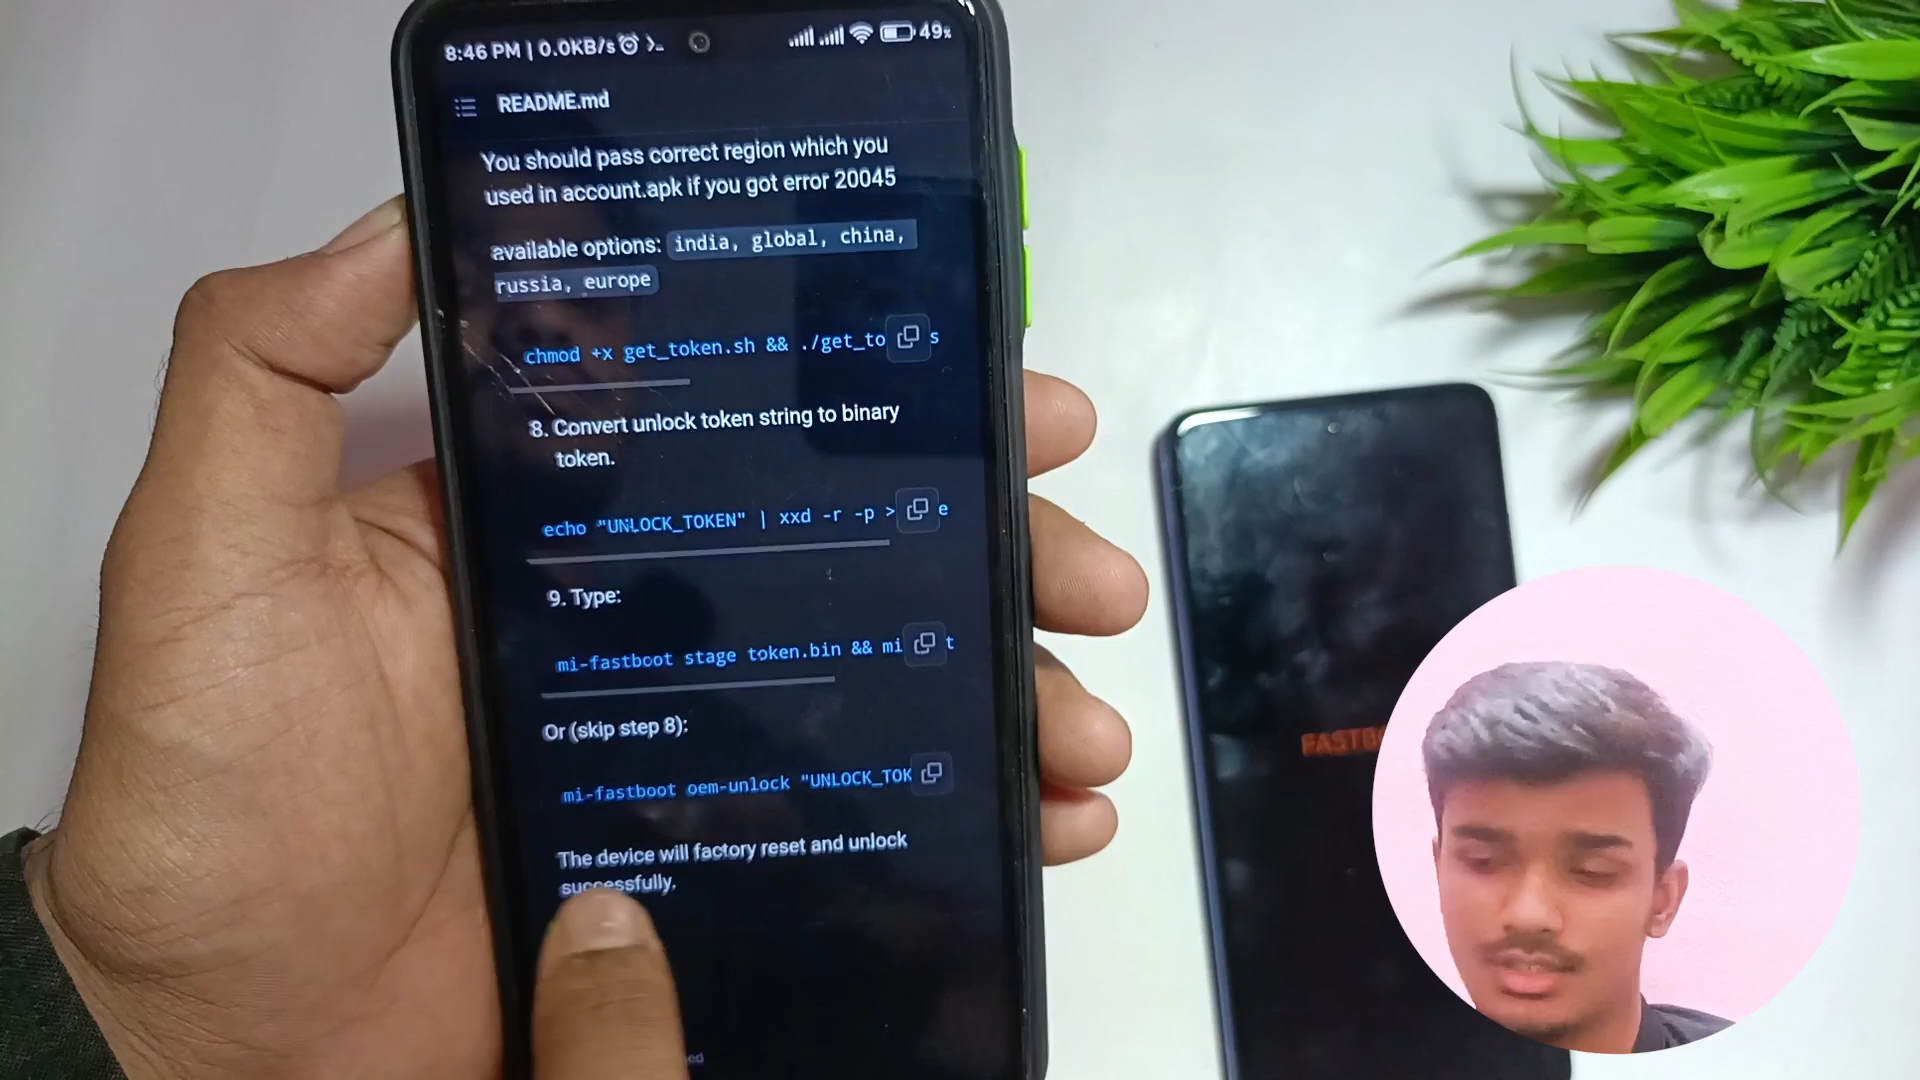 8:46 PM | 0.0KB/s 49%
README.md
You should pass correct region which you
used in account.apk if you got error 20045
available options: india, global, china,
russia, europe
chmod +x get_token.sh && ./get_to s
8. Convert unlock token string to binary
token.
echo "UNLOCK_TOKEN" | xxd -r -p > e
9. Type:
mi-fastboot stage token.bin && mi t
Or (skip step 8):
mi-fastboot oem-unlock "UNLOCK_TOK
The device will factory reset and unlock
successfully.
FASTB